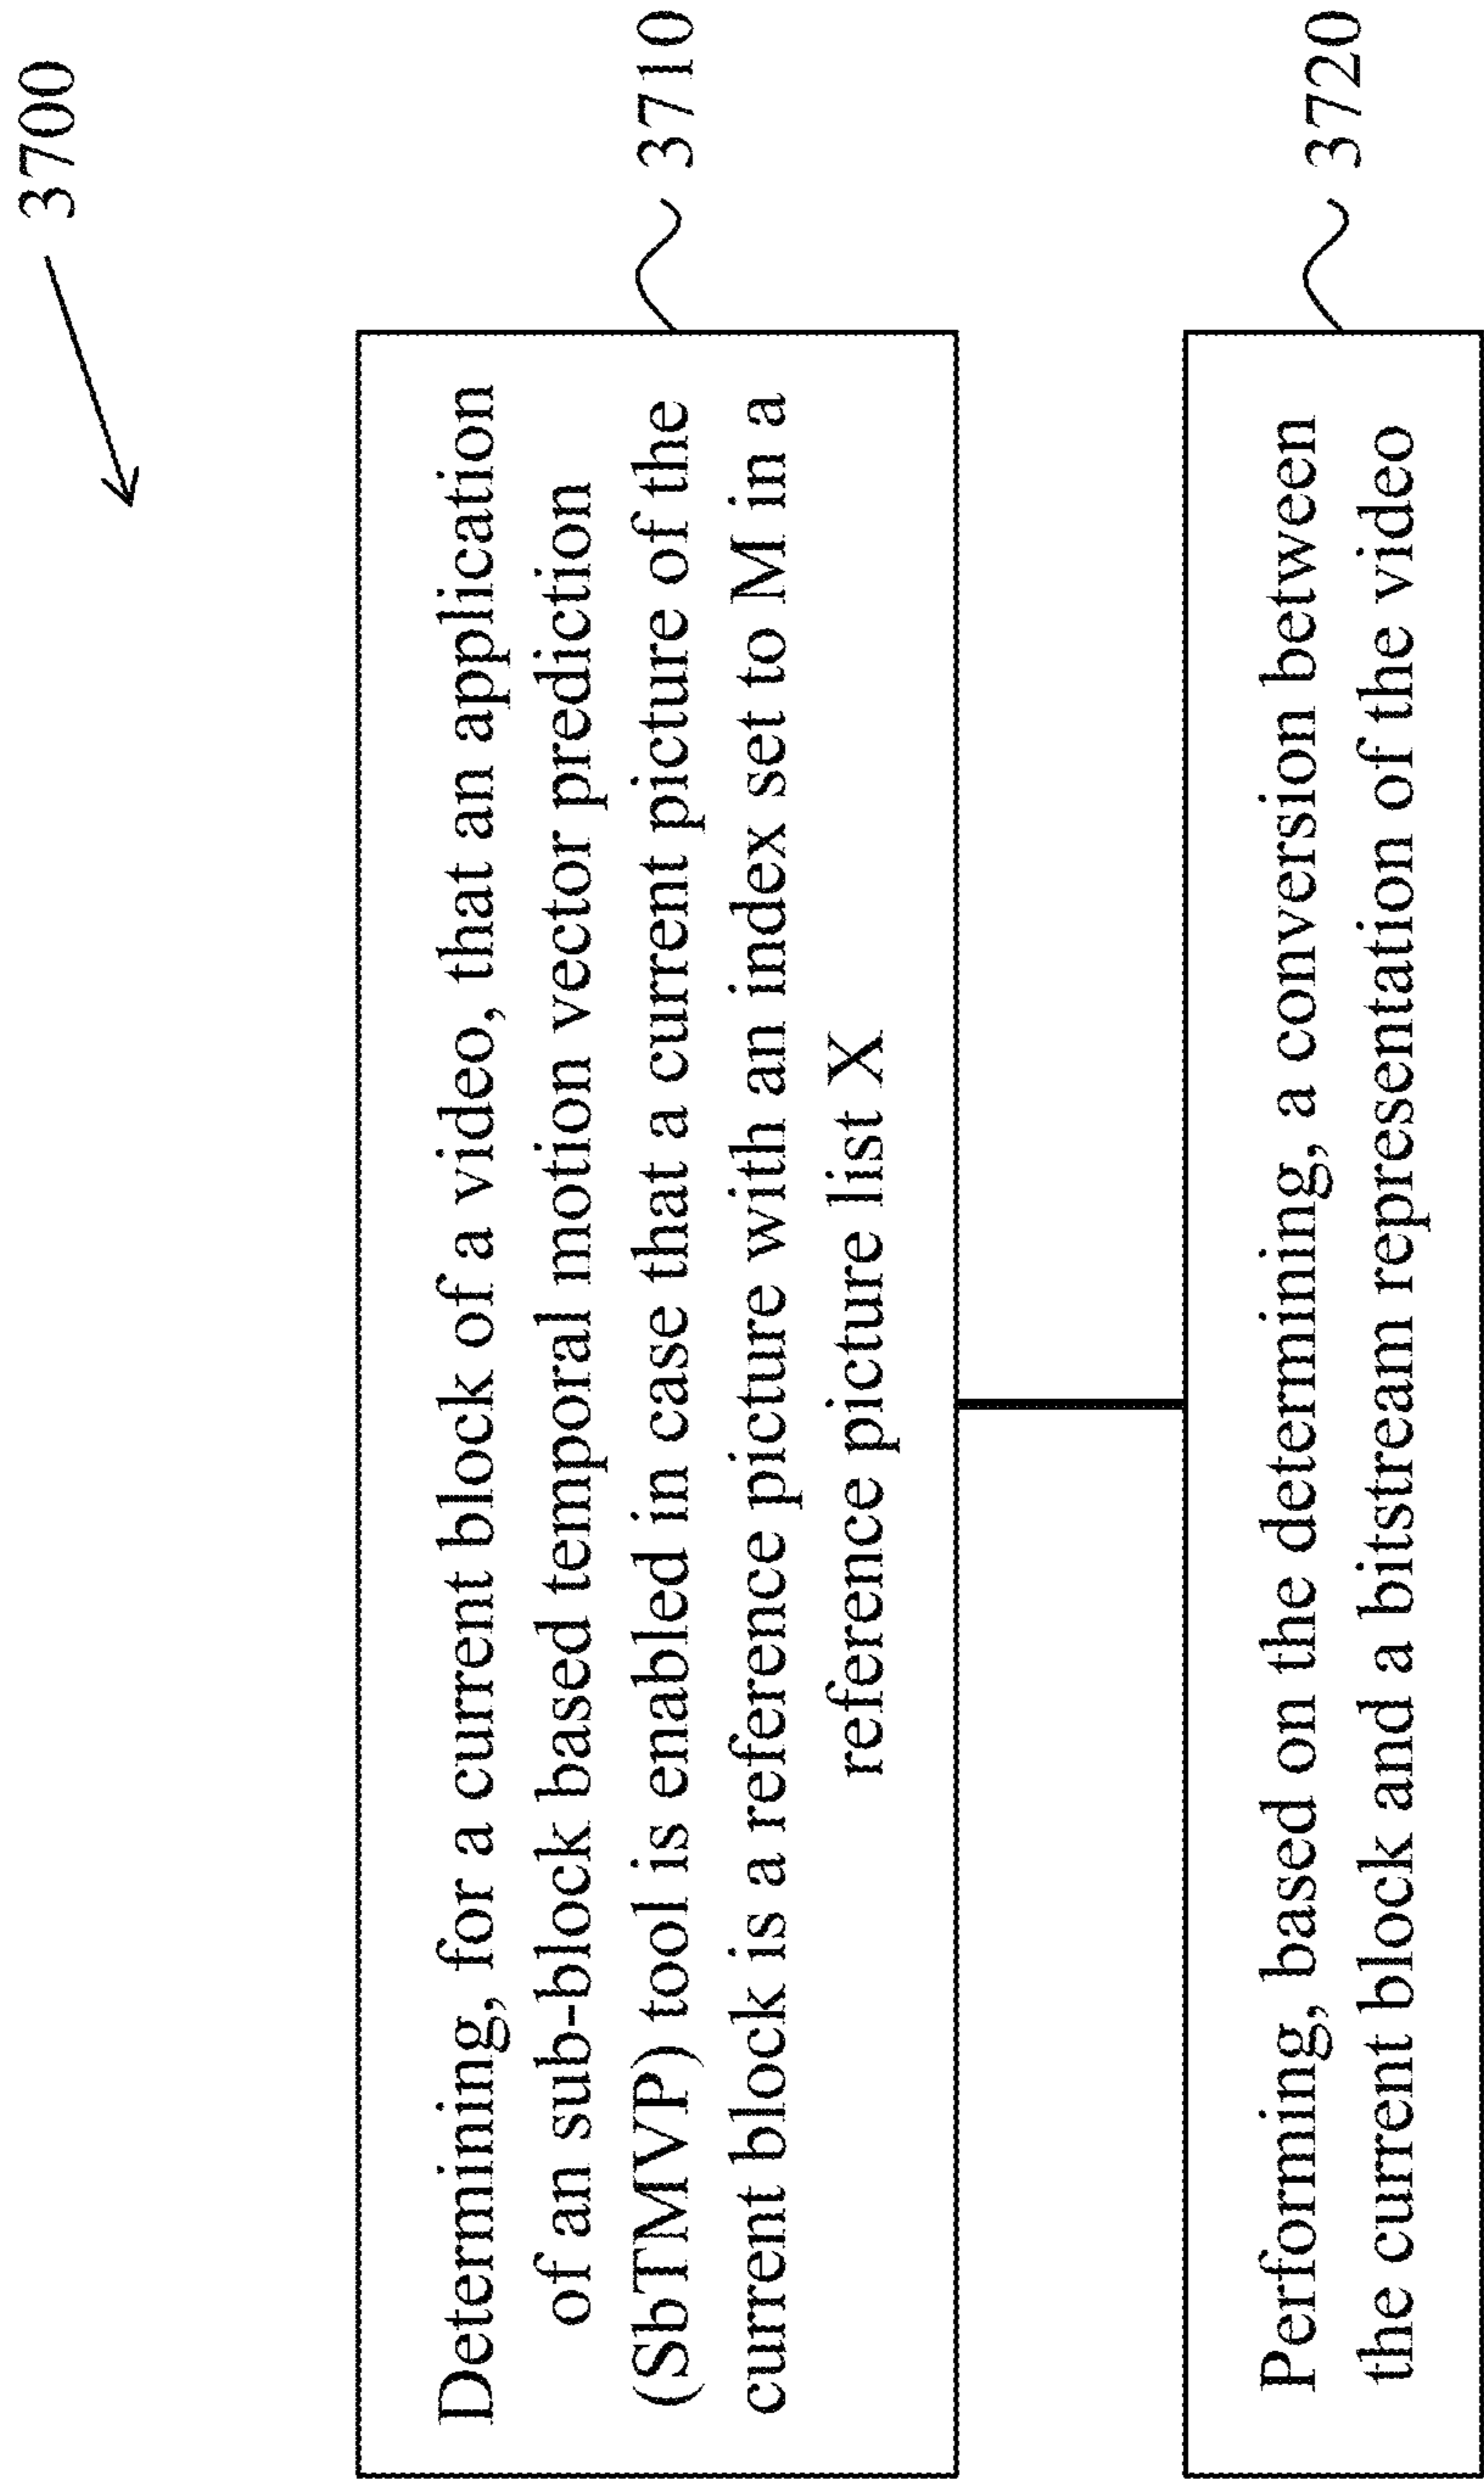 3700
Determining, for a current block of a video, that an application
of an sub-block based temporal motion vector prediction
(SbTMVP) tool is enabled in case that a current picture of the
current block is a reference picture with an index set to M in a
reference picture list X
3710
Performing, based on the determining, a conversion between
the current block and a bitstream representation of the video
3720